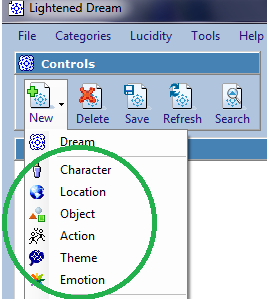 Lightened Dream
File Categories Lucidity Tools Help
Controls
New Delete Save Refresh Search
Dream
Character
Location
Object
Action
Theme
Emotion